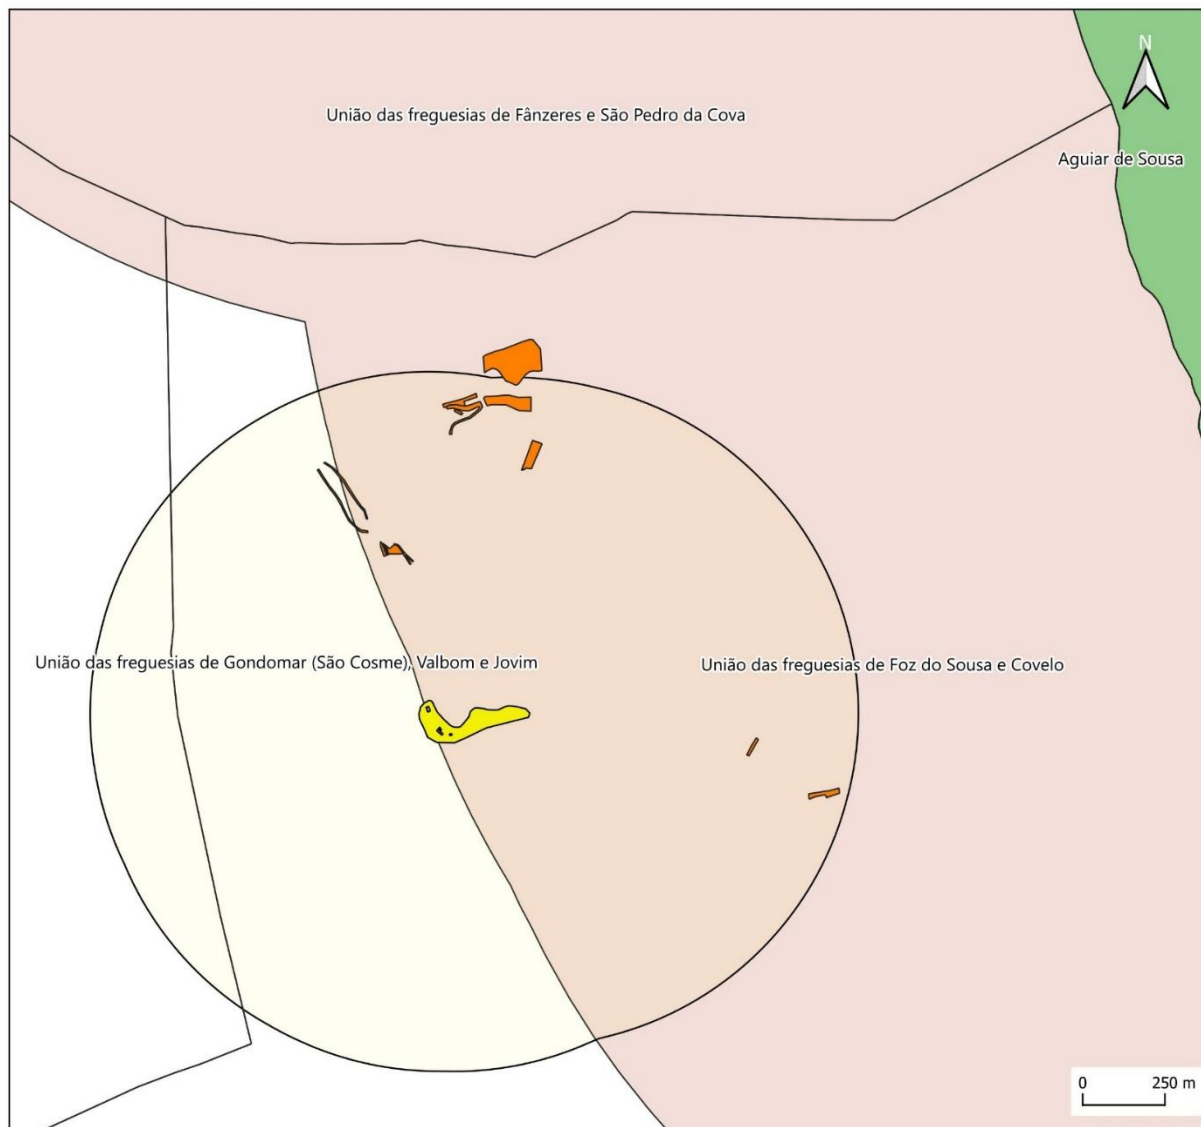 N
União das freguesias de Fânzeres e São Pedro da Cova
Aguiar de Sousa
União das freguesias de Gondomar (São Cosme), Valbom e Jovim
União das freguesias de Foz do Sousa e Covelo
0 250 m